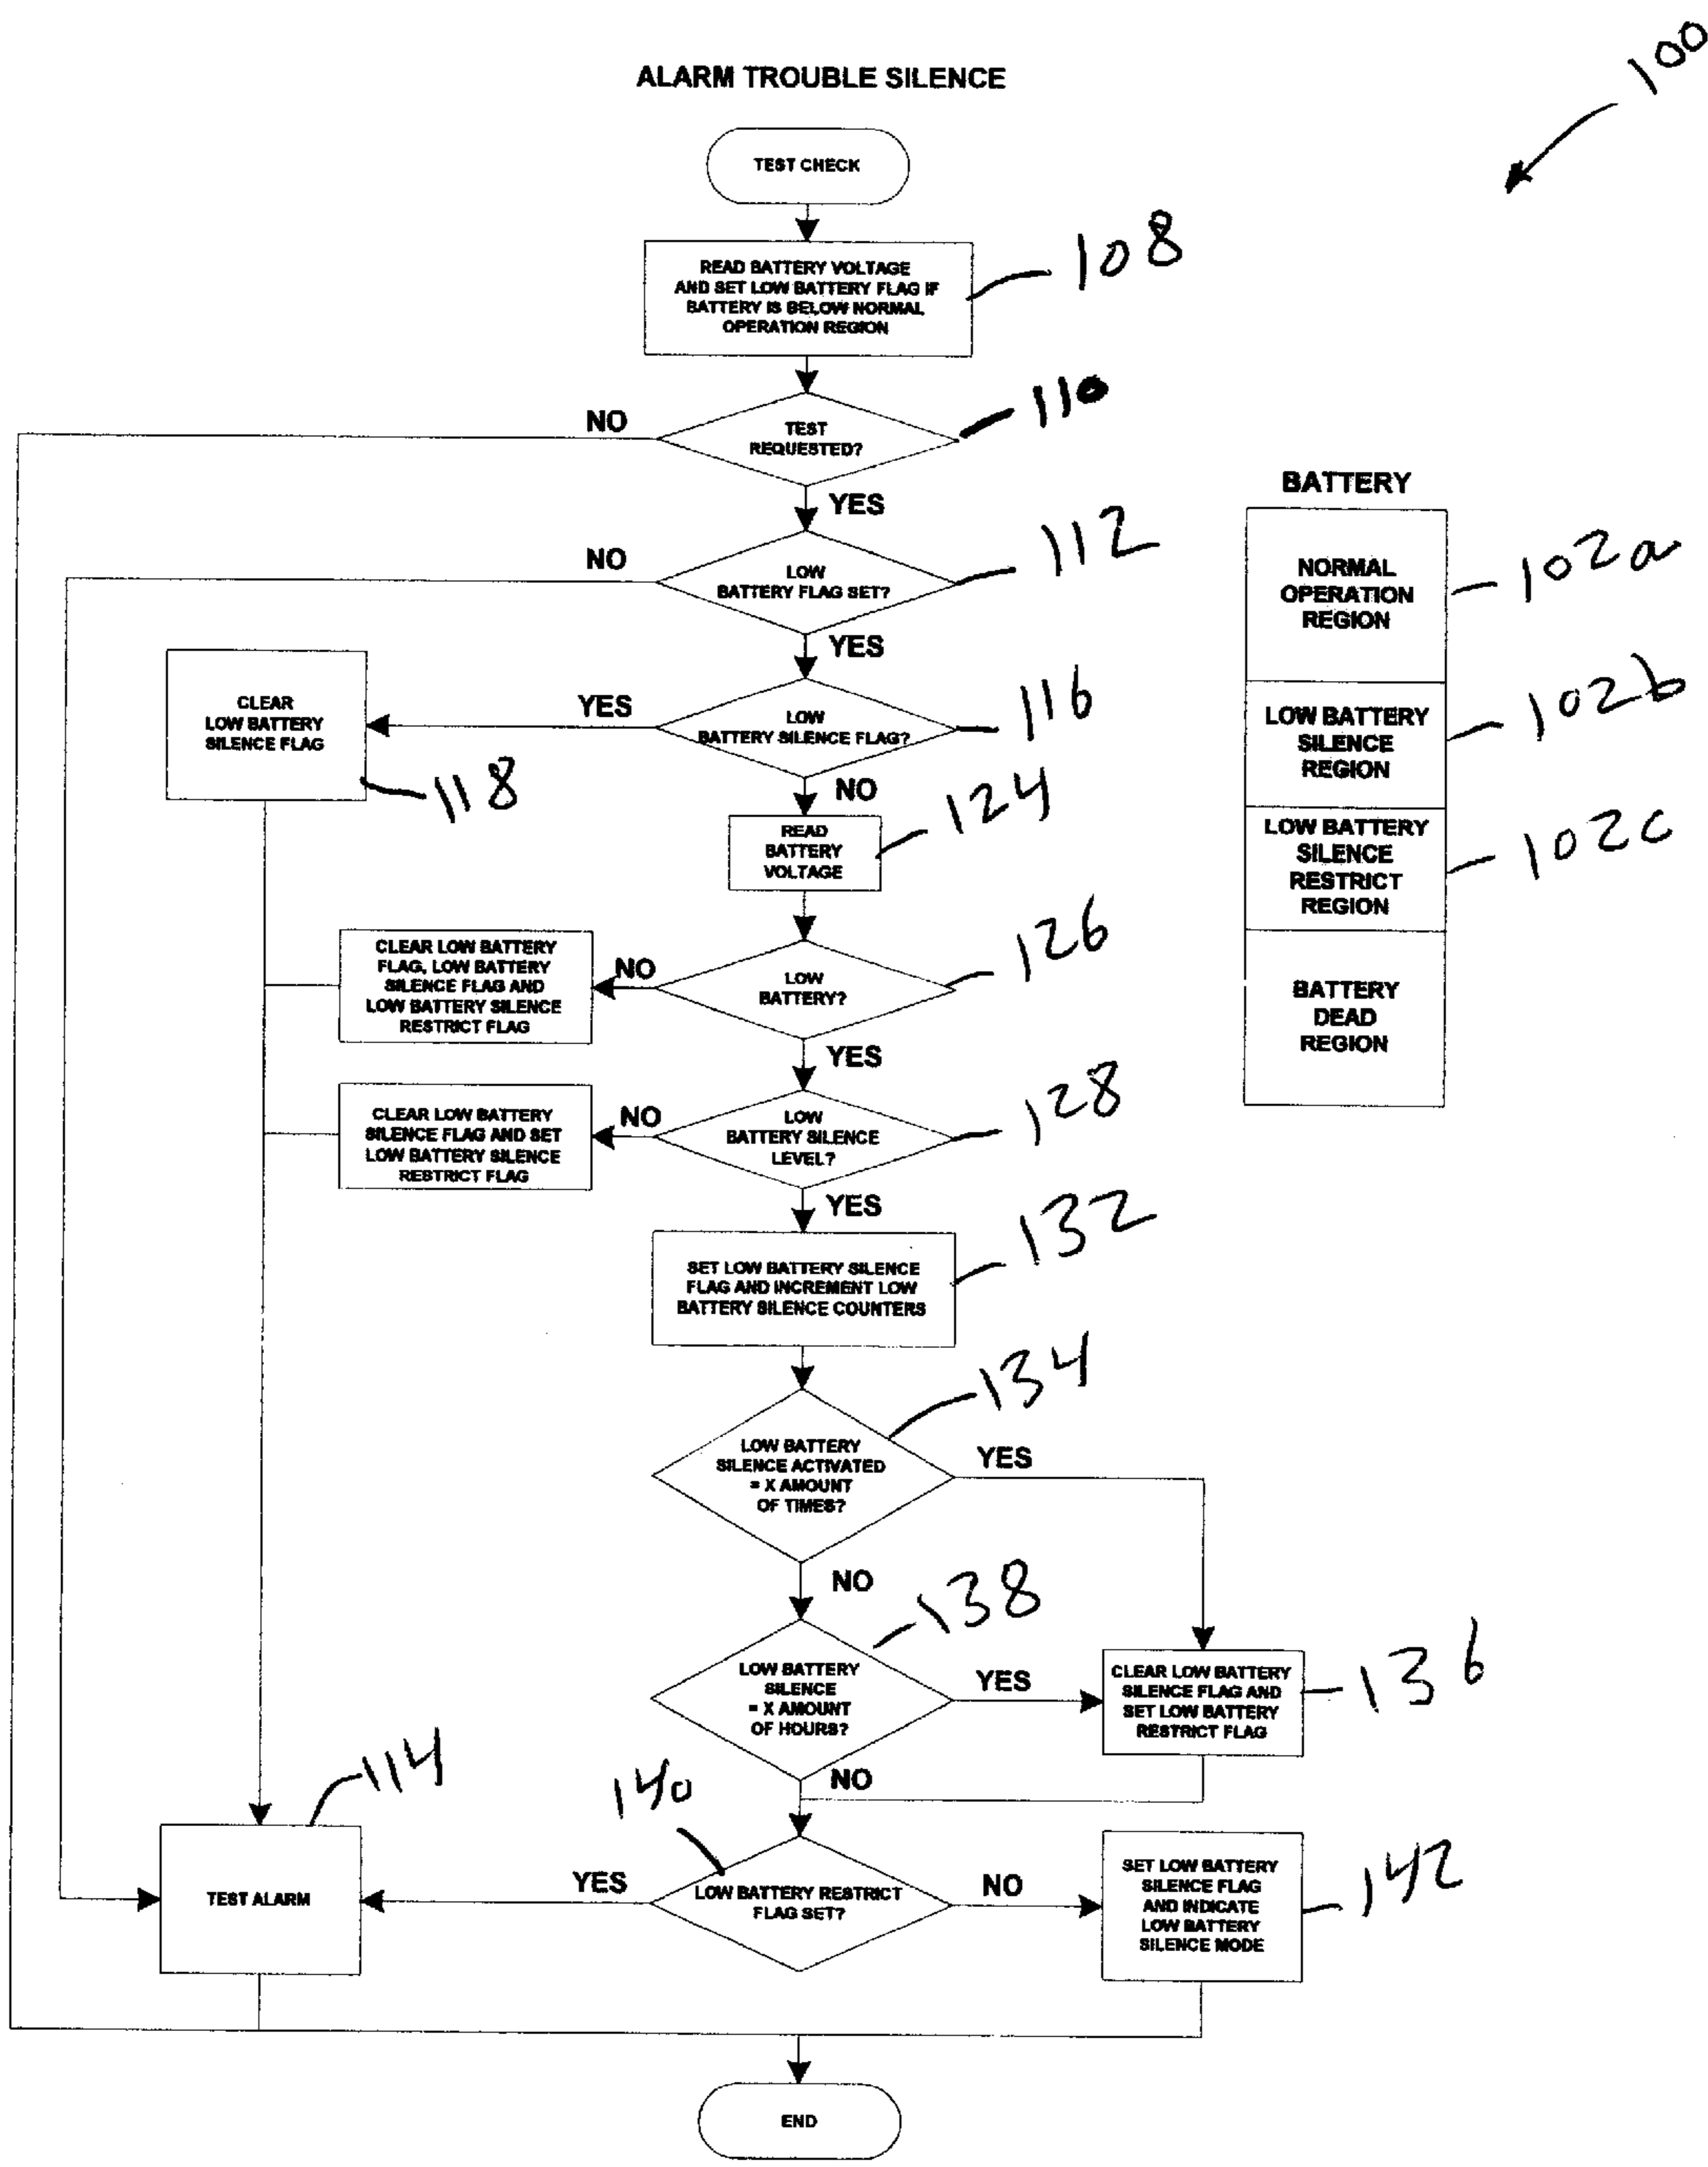 100
ALARM TROUBLE SILENCE
TEST CHECK
READ BATTERY VOLTAGE
AND SET LOW BATTERY FLAG IF
BATTERY IS BELOW NORMAL
OPERATION REGION
108
NO
TEST
REQUESTED?
110
YES
NO
LOW
BATTERY FLAG SET?
112
YES
CLEAR
LOW BATTERY
SILENCE FLAG
118
YES
LOW
BATTERY SILENCE FLAG?
116
NO
READ
BATTERY
VOLTAGE
124
CLEAR LOW BATTERY
FLAG, LOW BATTERY
SILENCE FLAG AND
LOW BATTERY SILENCE
RESTRICT FLAG
NO
LOW
BATTERY?
126
YES
CLEAR LOW BATTERY
SILENCE FLAG AND SET
LOW BATTERY SILENCE
RESTRICT FLAG
NO
LOW
BATTERY SILENCE
LEVEL?
128
YES
SET LOW BATTERY SILENCE
FLAG AND INCREMENT LOW
BATTERY SILENCE COUNTERS
132
LOW BATTERY
SILENCE ACTIVATED
= X AMOUNT
OF TIMES?
134
YES
NO
LOW BATTERY
SILENCE
= X AMOUNT
OF HOURS?
138
YES
CLEAR LOW BATTERY
SILENCE FLAG AND
SET LOW BATTERY
RESTRICT FLAG
136
NO
114
TEST ALARM
YES
140
LOW BATTERY RESTRICT
FLAG SET?
NO
SET LOW BATTERY
SILENCE FLAG
AND INDICATE
LOW BATTERY
SILENCE MODE
142
END
BATTERY
NORMAL
OPERATION
REGION
102a
LOW BATTERY
SILENCE
REGION
102b
LOW BATTERY
SILENCE
RESTRICT
REGION
102c
BATTERY
DEAD
REGION